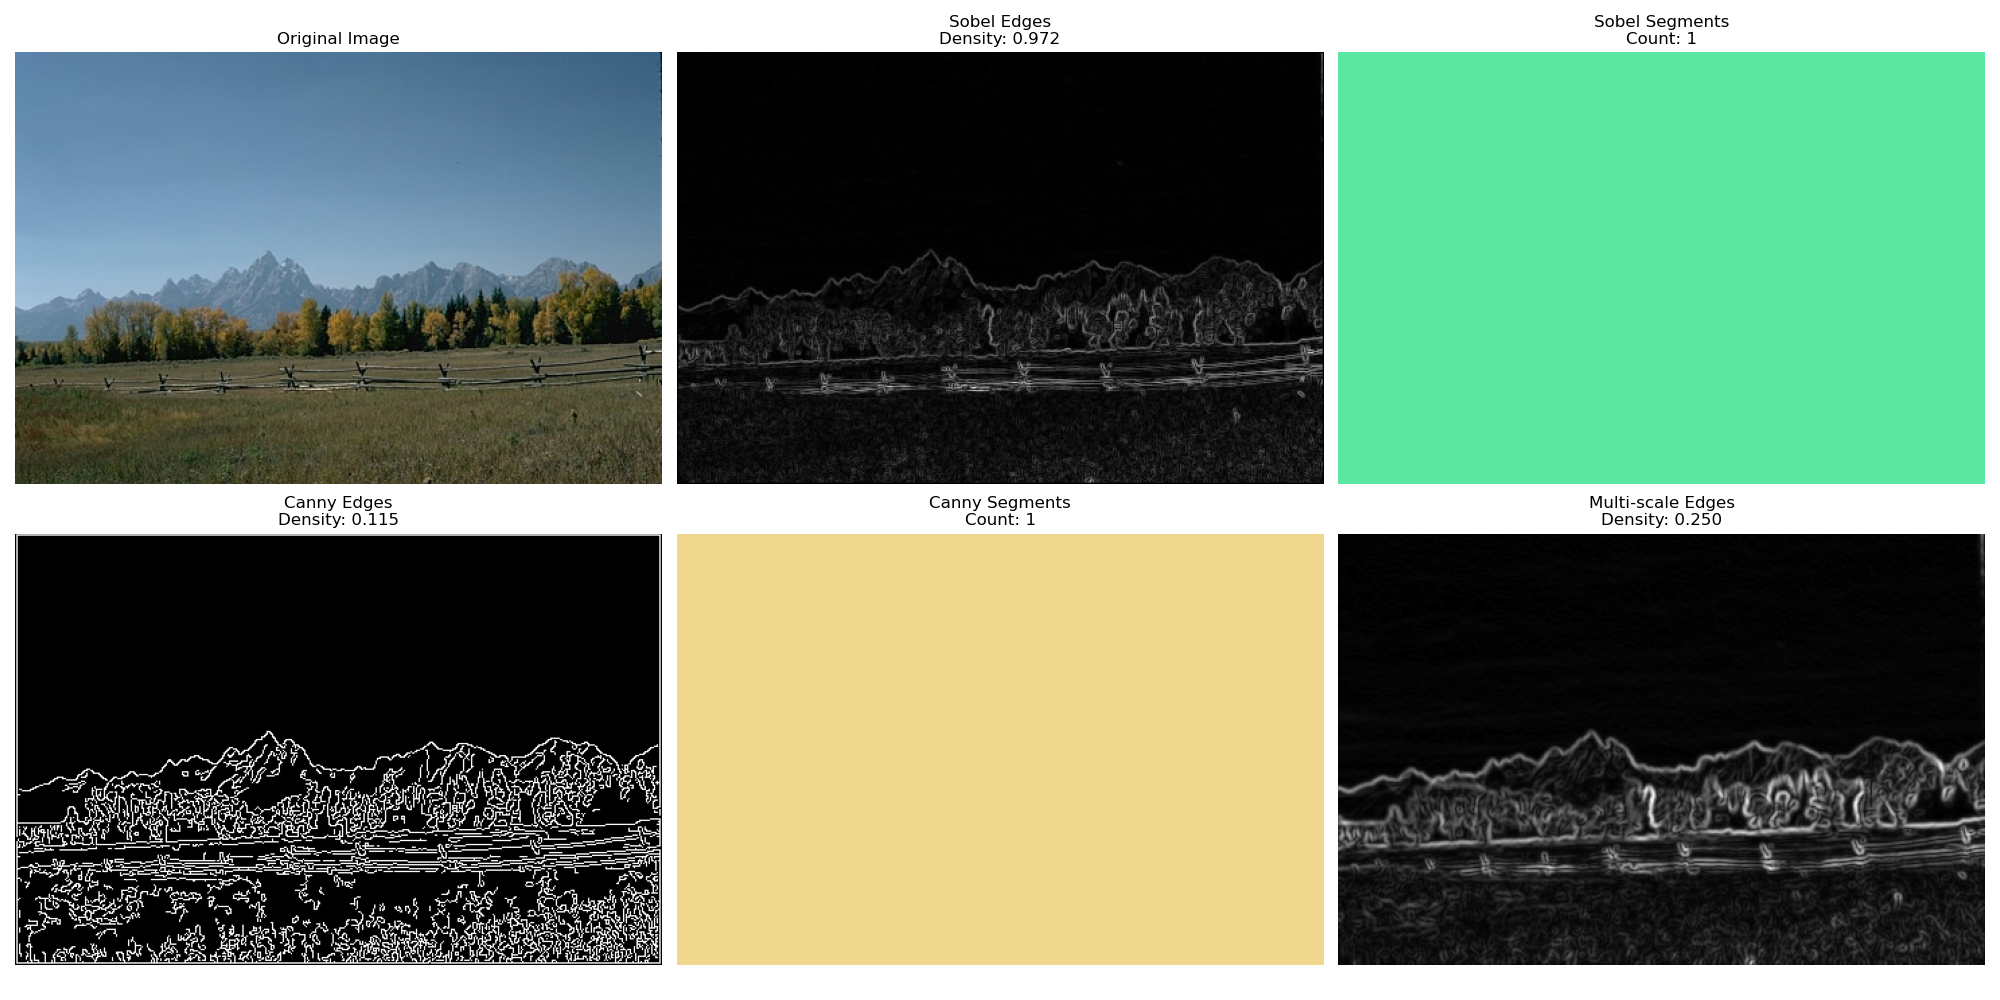 Original Image
Sobel Edges
Density: 0.972
Sobel Segments
Count: 1
Canny Edges
Density: 0.115
Canny Segments
Count: 1
Multi-scale Edges
Density: 0.250